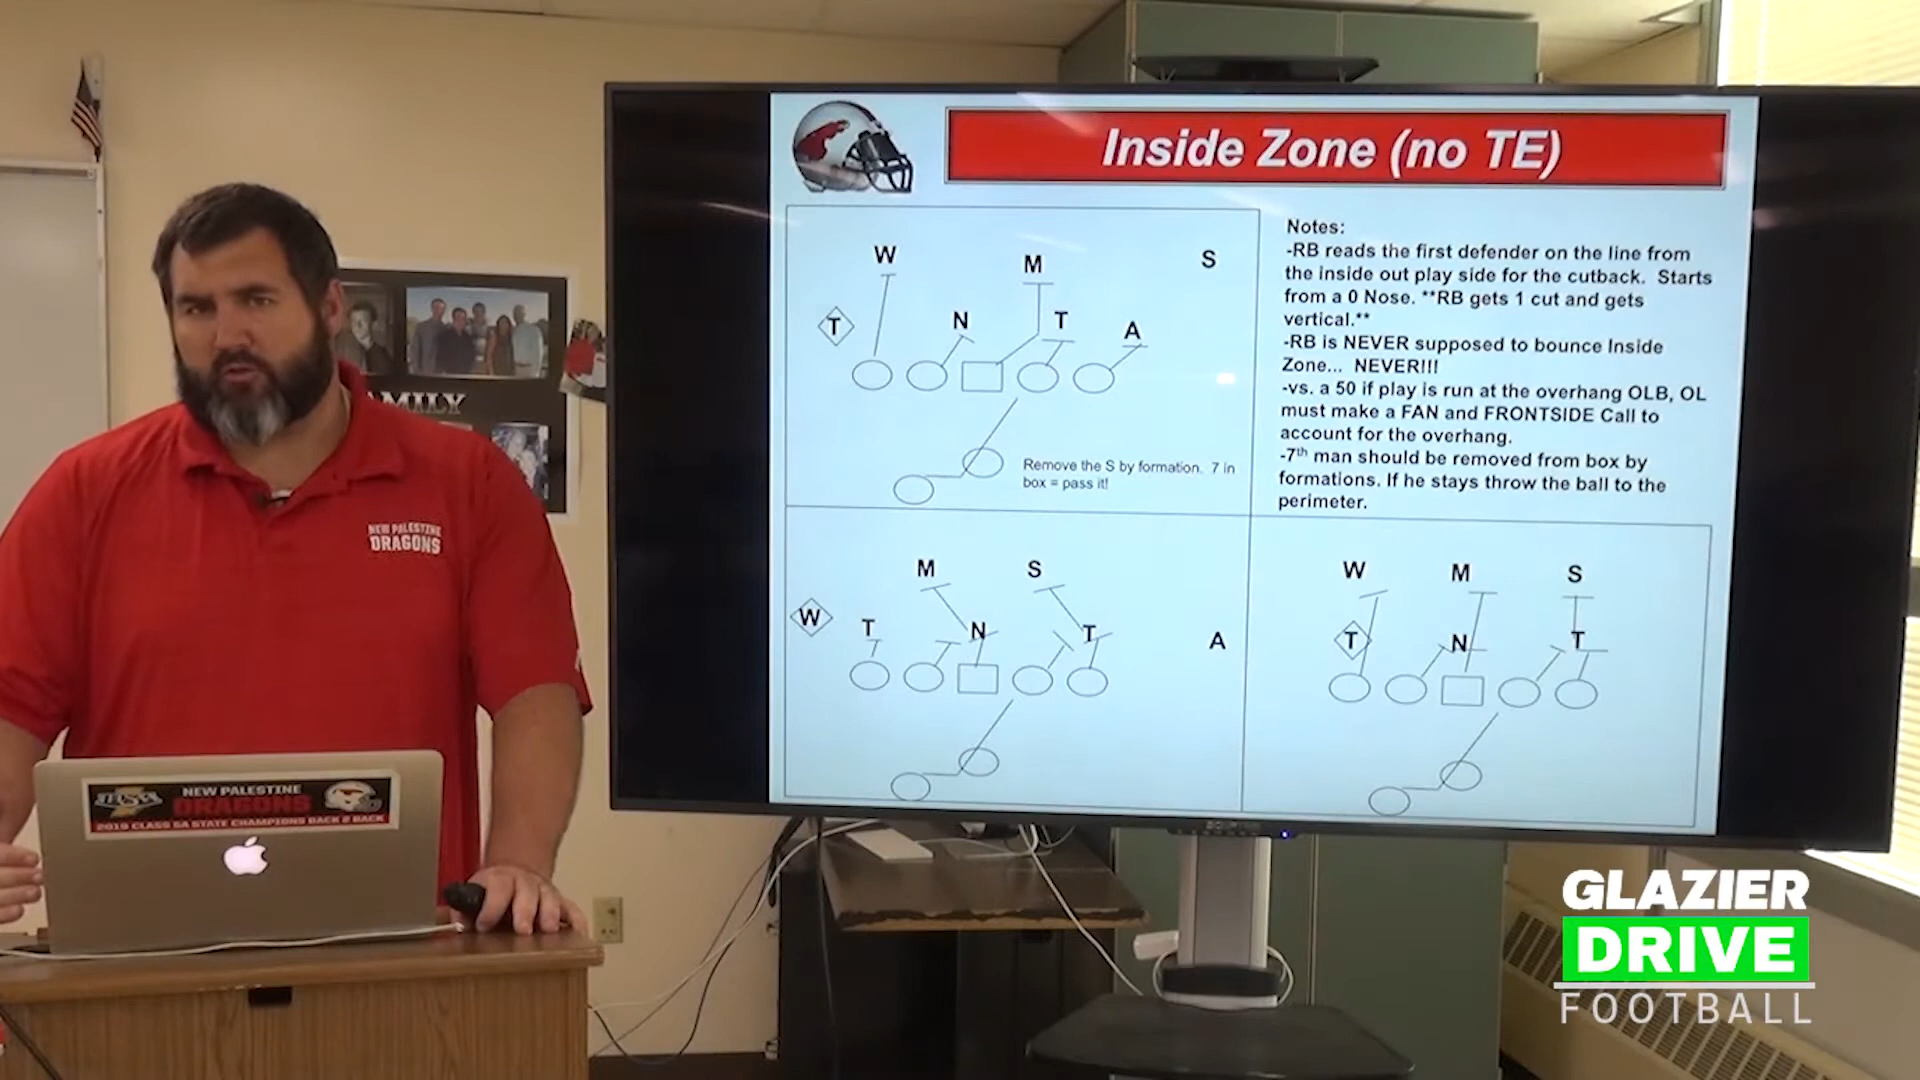 Inside Zone (no TE)
W
M
S
T
N
T
A
Remove the S by formation. 7 in
box = pass it!
Notes:
-RB reads the first defender on the line from
the inside out play side for the cutback. Starts
from a 0 Nose. **RB gets 1 cut and gets
vertical.**
-RB is NEVER supposed to bounce Inside
Zone... NEVER!!!
-vs. a 50 if play is run at the overhang OLB, OL
must make a FAN and FRONTSIDE Call to
account for the overhang.
-7th man should be removed from box by
formations. If he stays throw the ball to the
perimeter.
M
S
W
T
N
T
A
W
M
S
T
N
T
NEW PALESTINE
DRAGONS
NEW PALESTINE
DRAGONS
2019 CLASS 5A STATE CHAMPIONS BACK 2 BACK
GLAZIER
DRIVE
FOOTBALL